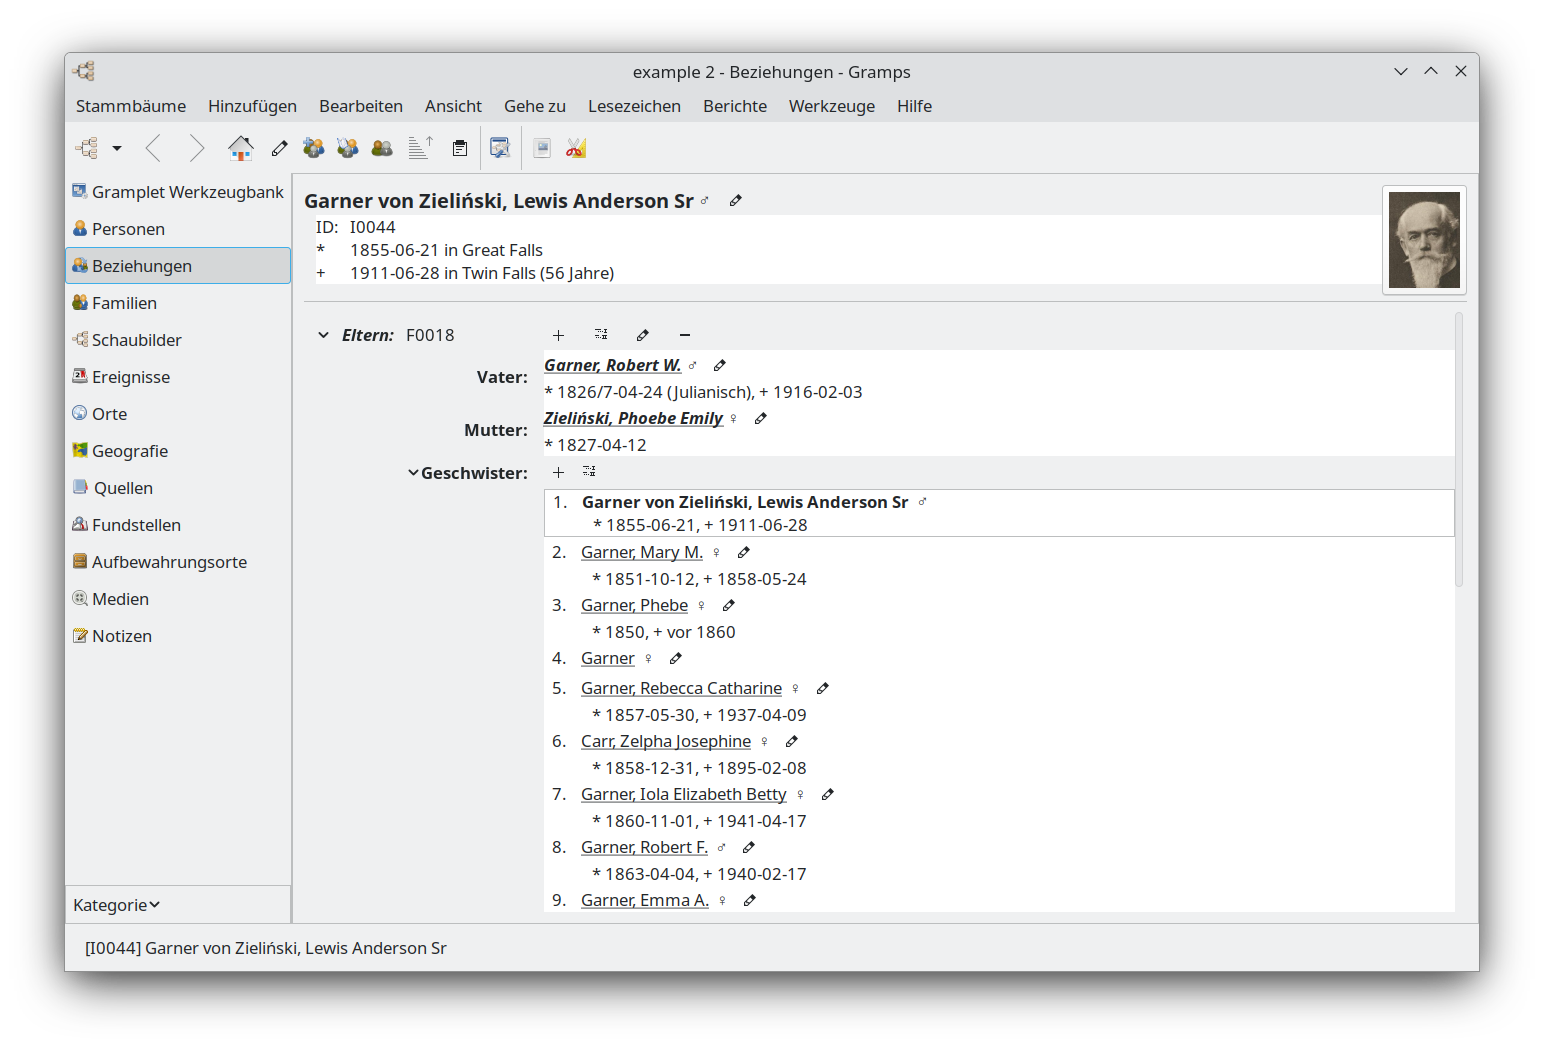 example 2 - Beziehungen - Gramps
Stammbäume Hinzufügen Bearbeiten Ansicht Gehe zu Lesezeichen Berichte Werkzeuge Hilfe
Gramplet Werkzeugbank
Personen
Beziehungen
Familien
Schaubilder
Ereignisse
Orte
Geografie
Quellen
Fundstellen
Aufbewahrungsorte
Medien
Notizen
Kategorie
Garner von Zieliński, Lewis Anderson Sr ♂
ID: I0044
* 1855-06-21 in Great Falls
+ 1911-06-28 in Twin Falls (56 Jahre)
Eltern: F0018
Vater: Garner, Robert W. ♂
* 1826/7-04-24 (Julianisch), + 1916-02-03
Mutter: Zieliński, Phoebe Emily ♀
* 1827-04-12
Geschwister:
1. Garner von Zieliński, Lewis Anderson Sr ♂
* 1855-06-21, + 1911-06-28
2. Garner, Mary M. ♀
* 1851-10-12, + 1858-05-24
3. Garner, Phebe ♀
* 1850, + vor 1860
4. Garner ♀
5. Garner, Rebecca Catharine ♀
* 1857-05-30, + 1937-04-09
6. Carr, Zelpha Josephine ♀
* 1858-12-31, + 1895-02-08
7. Garner, Iola Elizabeth Betty ♀
* 1860-11-01, + 1941-04-17
8. Garner, Robert F. ♂
* 1863-04-04, + 1940-02-17
9. Garner, Emma A. ♀
[I0044] Garner von Zieliński, Lewis Anderson Sr